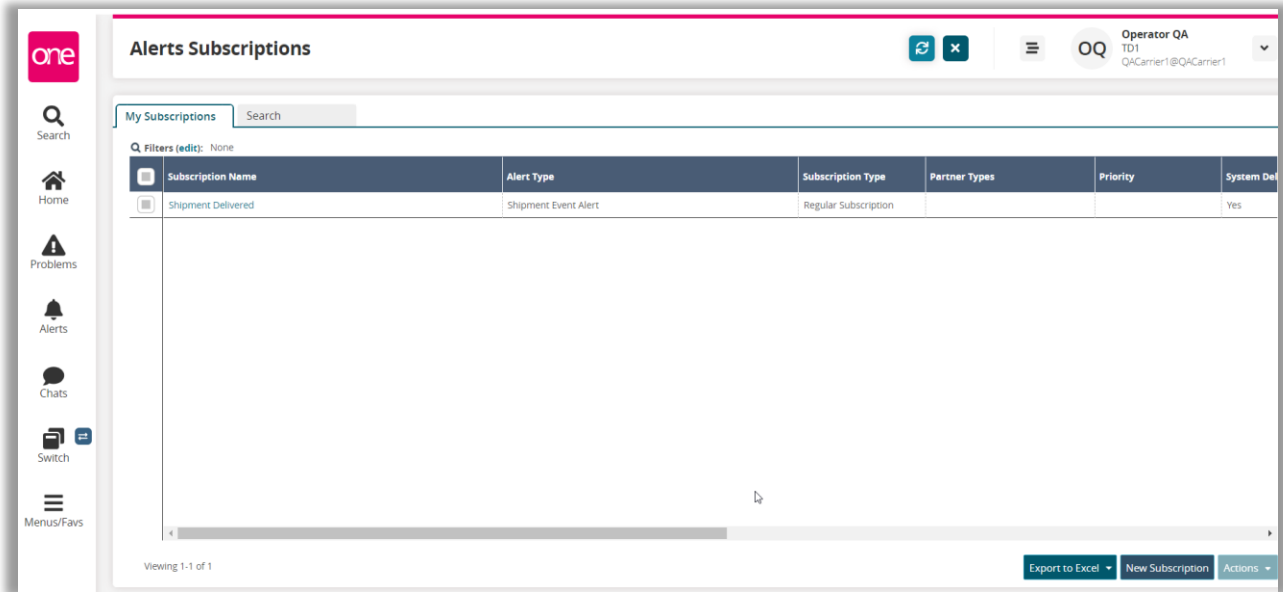 one
Alerts Subscriptions
OQ
Operator QA
TD1
QACarrier1@QACarrier1
Search
Home
Problems
Alerts
Chats
Switch
Menus/Favs
My Subscriptions Search
Filters (edit): None
Subscription Name Alert Type Subscription Type Partner Types Priority System Del
Shipment Delivered Shipment Event Alert Regular Subscription Yes
Viewing 1-1 of 1
Export to Excel New Subscription Actions